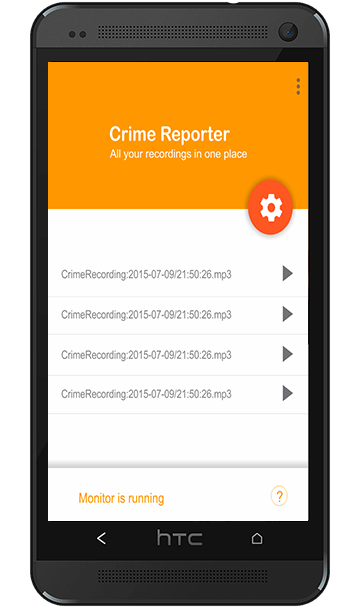 Crime Reporter
All your recordings in one place
CrimeRecording:2015-07-09/21:50:26.mp3
CrimeRecording:2015-07-09/21:50:26.mp3
CrimeRecording:2015-07-09/21:50:26.mp3
CrimeRecording:2015-07-09/21:50:26.mp3
Monitor is running
?
hTC